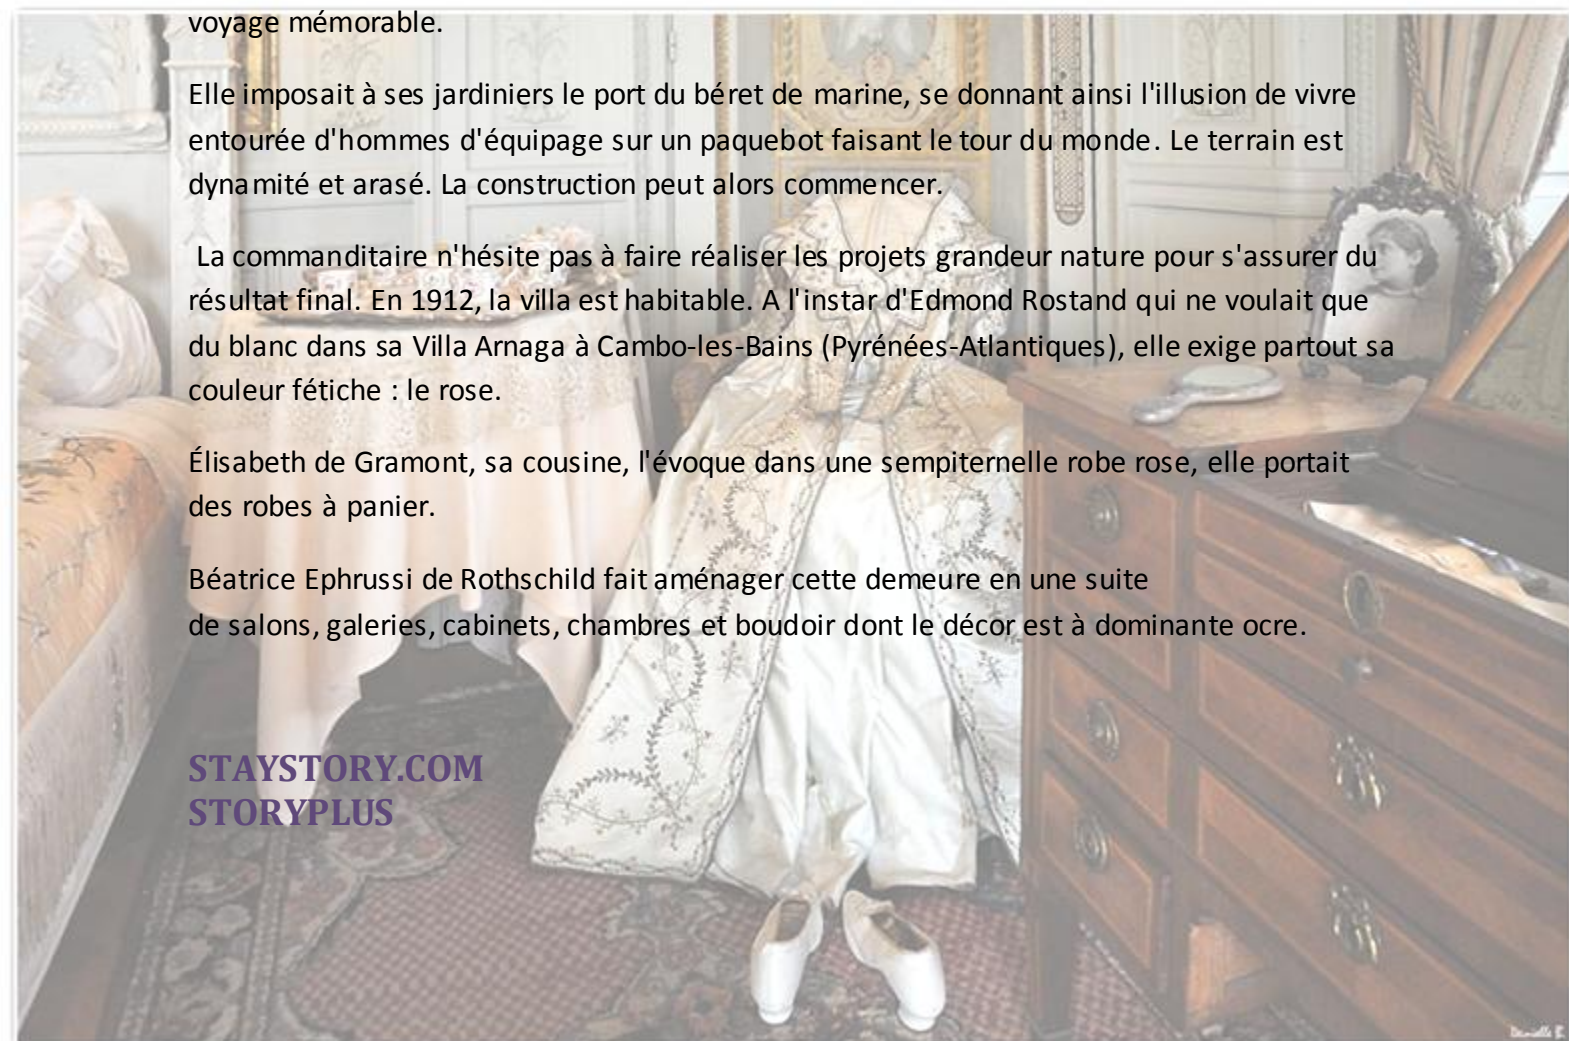 voyage mémorable.
Elle imposait à ses jardiniers le port du béret de marine, se donnant ainsi l'illusion de vivre
entourée d'hommes d'équipage sur un paquebot faisant le tour du monde. Le terrain est
dynamité et arasé. La construction peut alors commencer.
La commanditaire n'hésite pas à faire réaliser les projets grandeur nature pour s'assurer du
résultat final. En 1912, la villa est habitable. A l'instar d'Edmond Rostand qui ne voulait que
du blanc dans sa Villa Arnaga à Cambo-les-Bains (Pyrénées-Atlantiques), elle exige partout sa
couleur fétiche : le rose.
Élisabeth de Gramont, sa cousine, l'évoque dans une sempiternelle robe rose, elle portait
des robes à panier.
Béatrice Ephrussi de Rothschild fait aménager cette demeure en une suite
de salons, galeries, cabinets, chambres et boudoir dont le décor est à dominante ocre.
STAYSTORY.COM
STORYPLUS